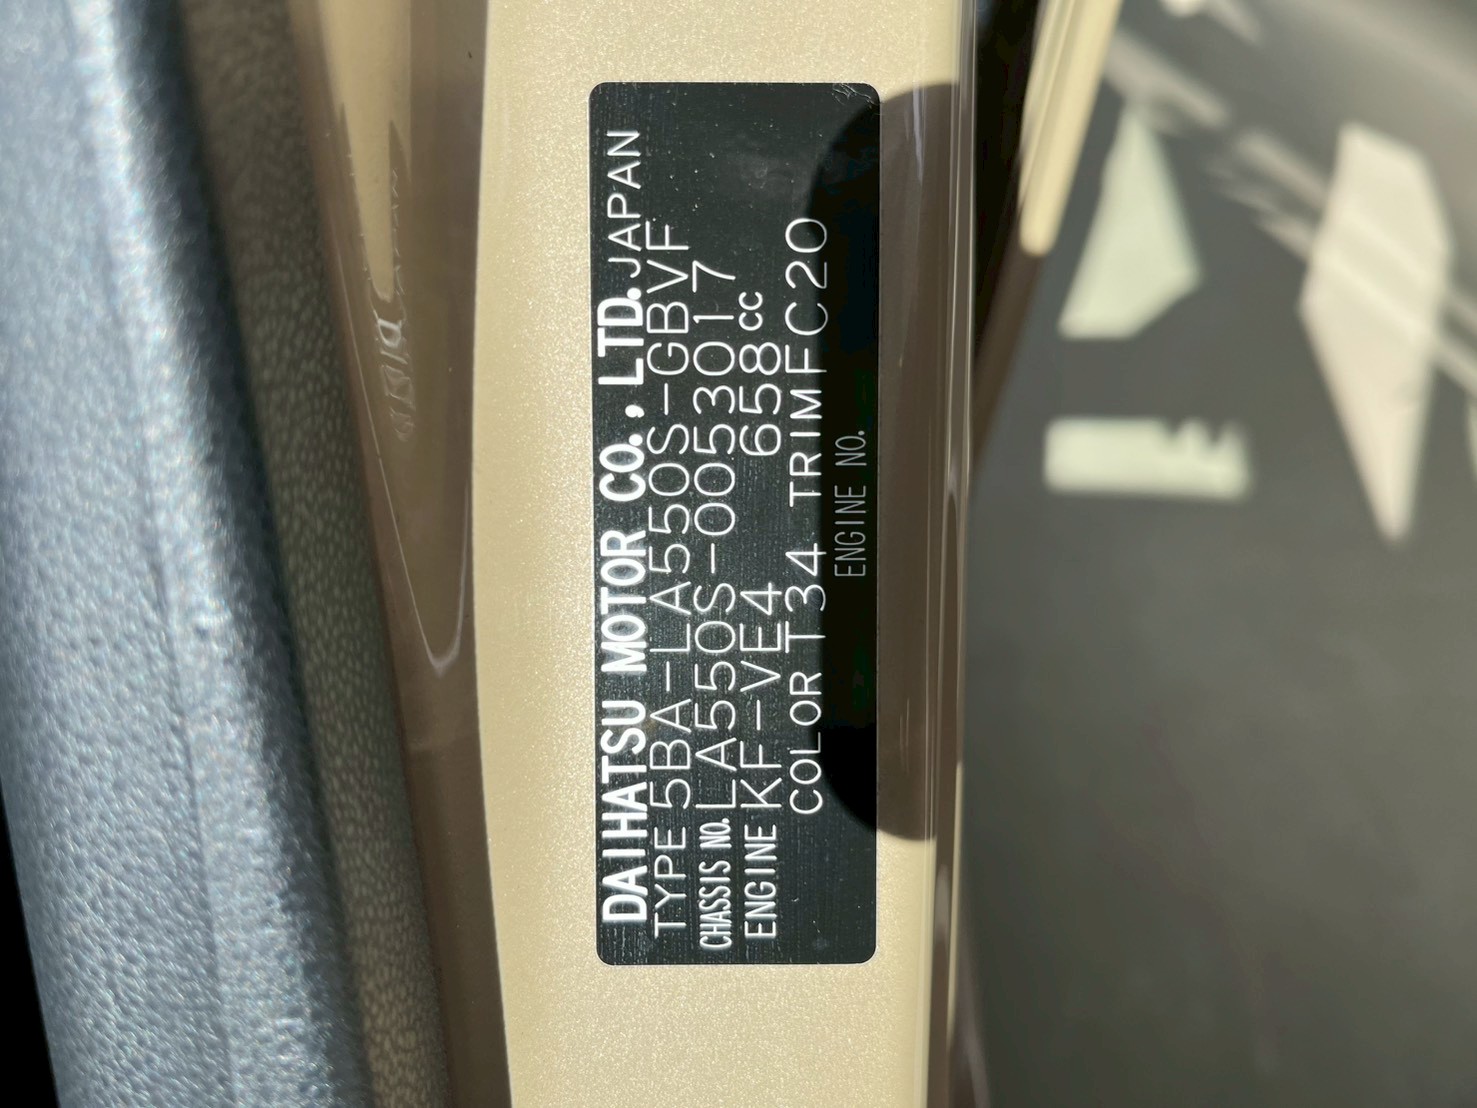 DAIHATSU MOTOR CO., LTD. JAPAN
TYPE 5BA-LA550S-GBVF
CHASSIS NO. LA550S-0053017
ENGINE KF-VE4 658cc
COLOR T34 TRIM FC20
ENGINE NO.